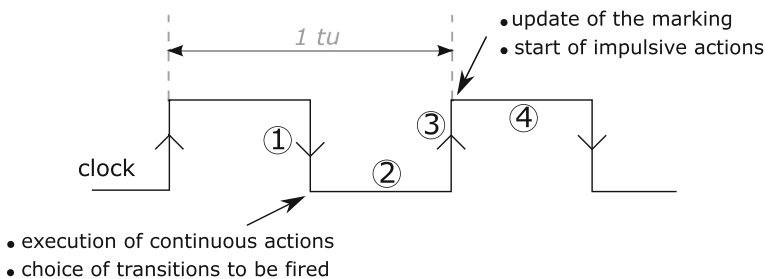 • update of the marking
1 tu
• start of impulsive actions
① ③ ④
clock
②
• execution of continuous actions
• choice of transitions to be fired